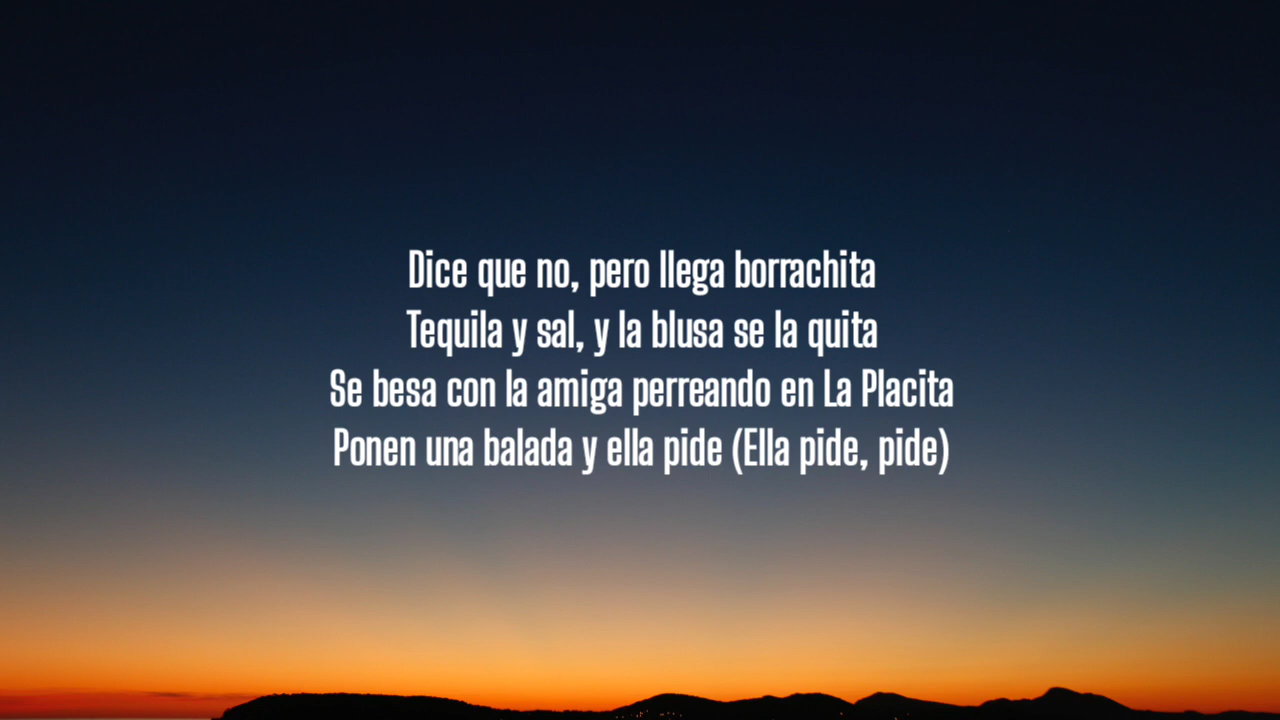 Dice que no, pero llega borrachita
Tequila y sal, y la blusa se la quita
Se besa con la amiga perreando en La Placita
Ponen una balada y ella pide (Ella pide, pide)